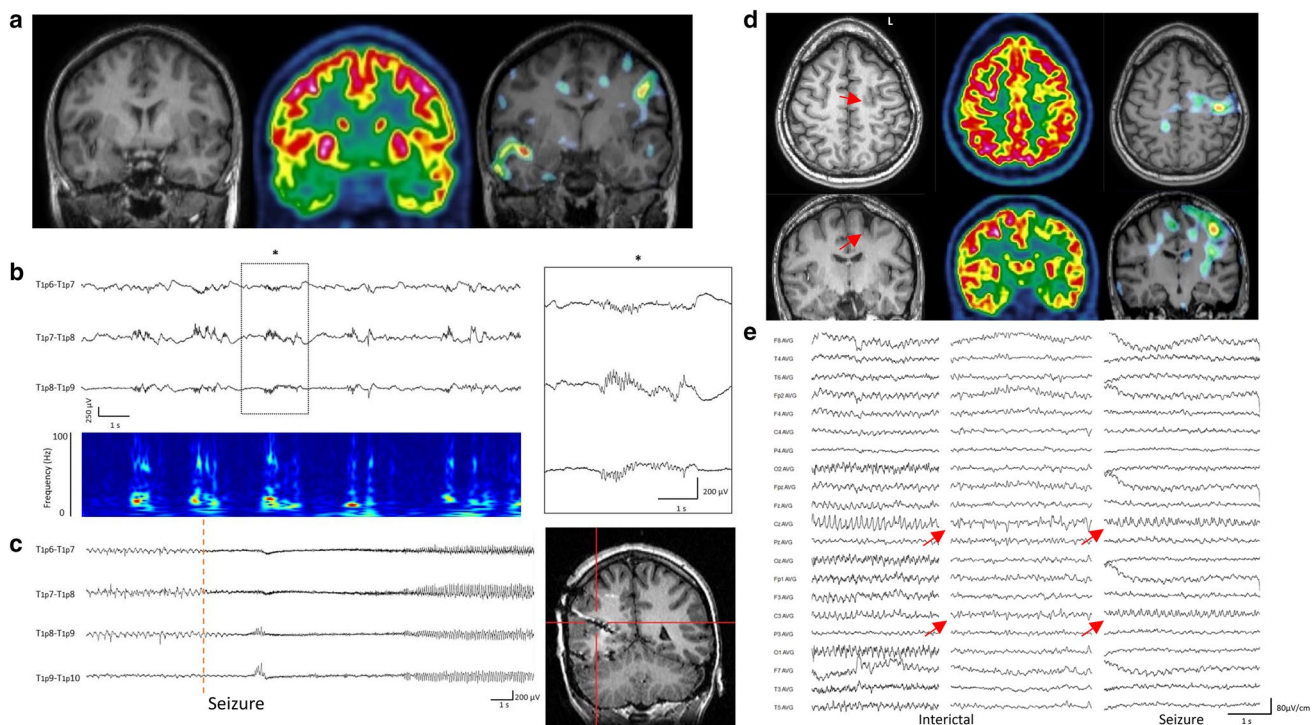 a
d
L
b
*
*
T1p6-T1p7
T1p7-T1p8
T1p8-T1p9
250 µV
1 s
200 µV
1 s
Frequency (Hz)
100
0
c
T1p6-T1p7
T1p7-T1p8
T1p8-T1p9
T1p9-T1p10
Seizure
200 µV
1 s
e
F8 AVG
T4 AVG
T6 AVG
Fp2 AVG
F4 AVG
C4 AVG
P4 AVG
O2 AVG
Fpz AVG
Fz AVG
Cz AVG
Pz AVG
Oz AVG
Fp1 AVG
F3 AVG
C3 AVG
P3 AVG
O1 AVG
F7 AVG
T3 AVG
T5 AVG
Interictal
Seizure
80µV/cm
1 s